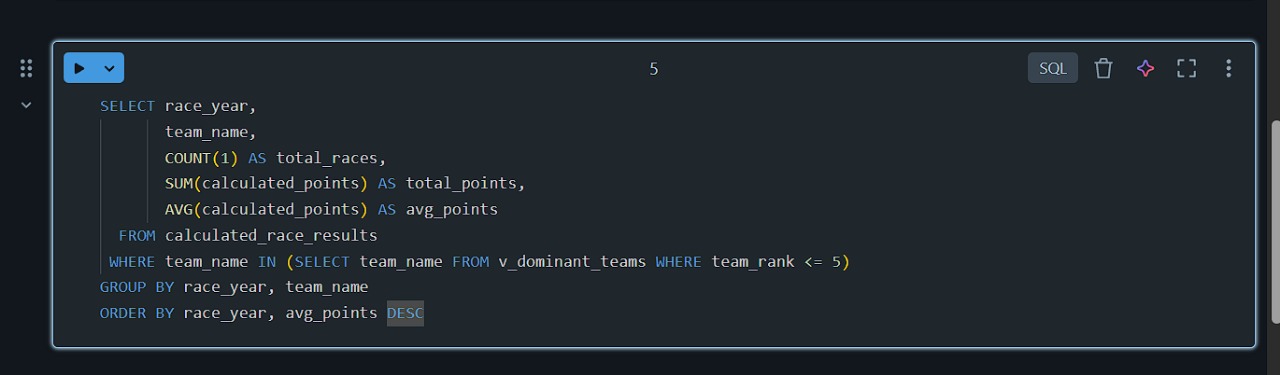 5
SQL
SELECT race_year,
team_name,
COUNT(1) AS total_races,
SUM(calculated_points) AS total_points,
AVG(calculated_points) AS avg_points
FROM calculated_race_results
WHERE team_name IN (SELECT team_name FROM v_dominant_teams WHERE team_rank <= 5)
GROUP BY race_year, team_name
ORDER BY race_year, avg_points DESC